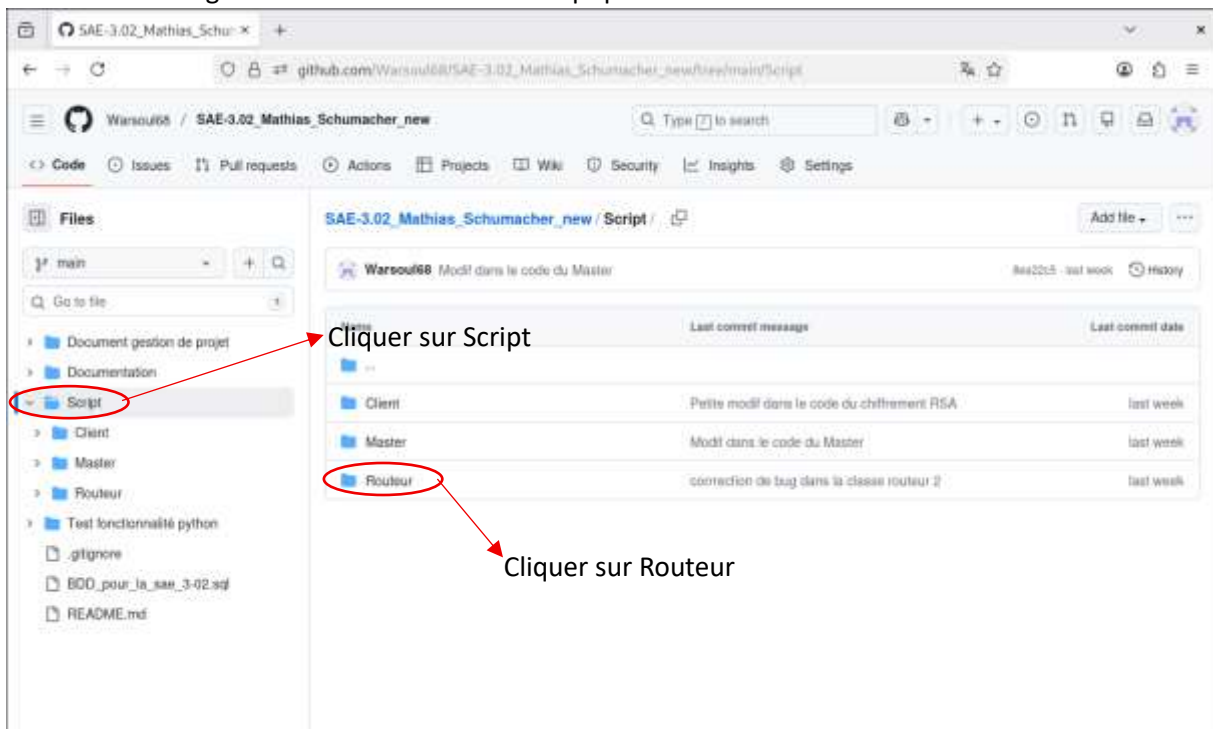 SAE-3.02_Mathias_Schu
github.com/Warsoul68/SAE-3.02_Mathias_Schumacher_new/tree/main/Script
Warsoul68 / SAE-3.02_Mathias_Schumacher_new
Type / to search
Code Issues Pull requests Actions Projects Wiki Security Insights Settings
Files
SAE-3.02_Mathias_Schumacher_new / Script /
Add file
main
Warsoul68 Modif dans le code du Master
last week History
Go to file
Name Last commit message Last commit date
Cliquer sur Script
Document gestion de projet
Documentation
..
Script
Client Petite modif dans le code du chiffrement RSA last week
Client
Master Modif dans le code du Master last week
Master
Routeur correction de bug dans la classe routeur 2 last week
Routeur
Test fonctionnalité python
.gitignore
Cliquer sur Routeur
BDD_pour_la_sae_3-02.sql
README.md